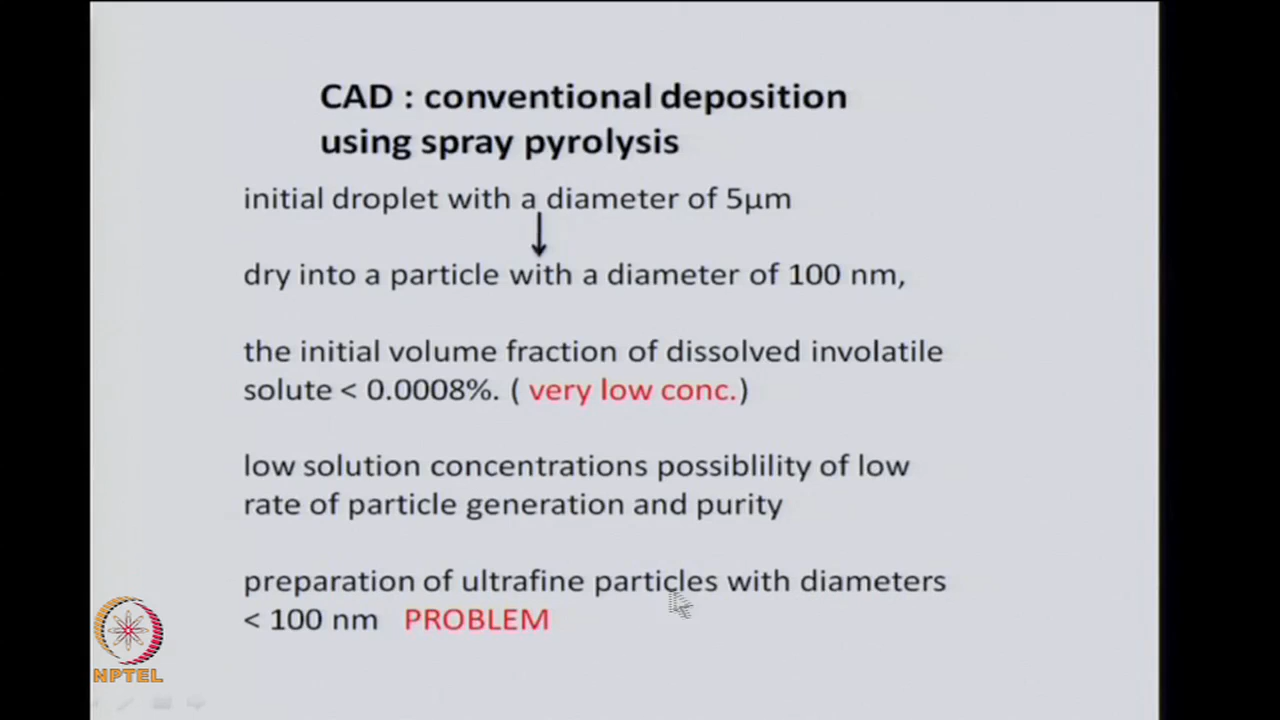 CAD : conventional deposition
using spray pyrolysis
initial droplet with a diameter of 5µm
dry into a particle with a diameter of 100 nm,
the initial volume fraction of dissolved involatile
solute < 0.0008%. ( very low conc.)
low solution concentrations possiblility of low
rate of particle generation and purity
preparation of ultrafine particles with diameters
< 100 nm PROBLEM
NPTEL